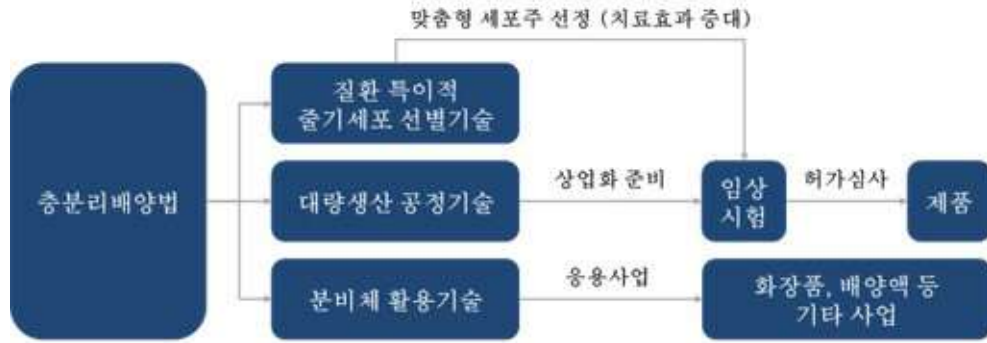 맞춤형 세포주 선정 (치료효과 증대)
질환 특이적
줄기세포 선별기술
층분리배양법
대량생산 공정기술
상업화 준비
임상
시험
허가심사
제품
분비체 활용기술
응용사업
화장품, 배양액 등
기타 사업